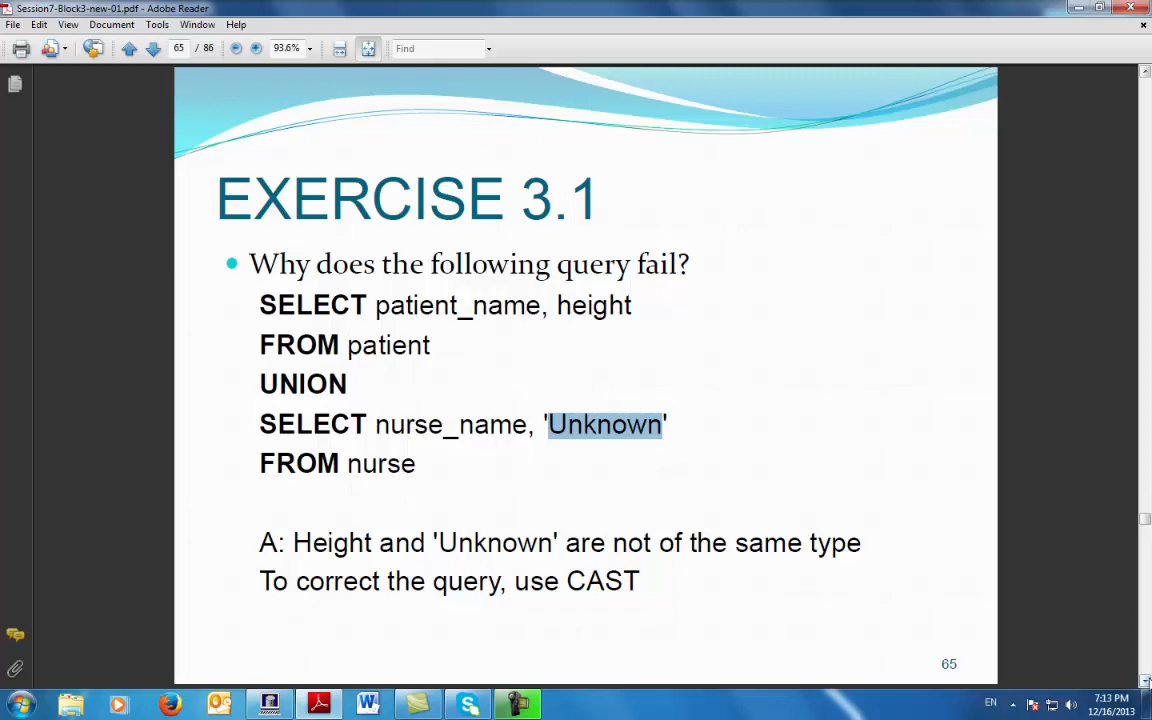 Session7-Block3-new-01.pdf - Adobe Reader
File Edit View Document Tools Window Help
65 / 86 93.6% Find
EXERCISE 3.1
Why does the following query fail?
SELECT patient_name, height
FROM patient
UNION
SELECT nurse_name, 'Unknown'
FROM nurse
A: Height and 'Unknown' are not of the same type
To correct the query, use CAST
65
EN
7:13 PM
12/16/2013